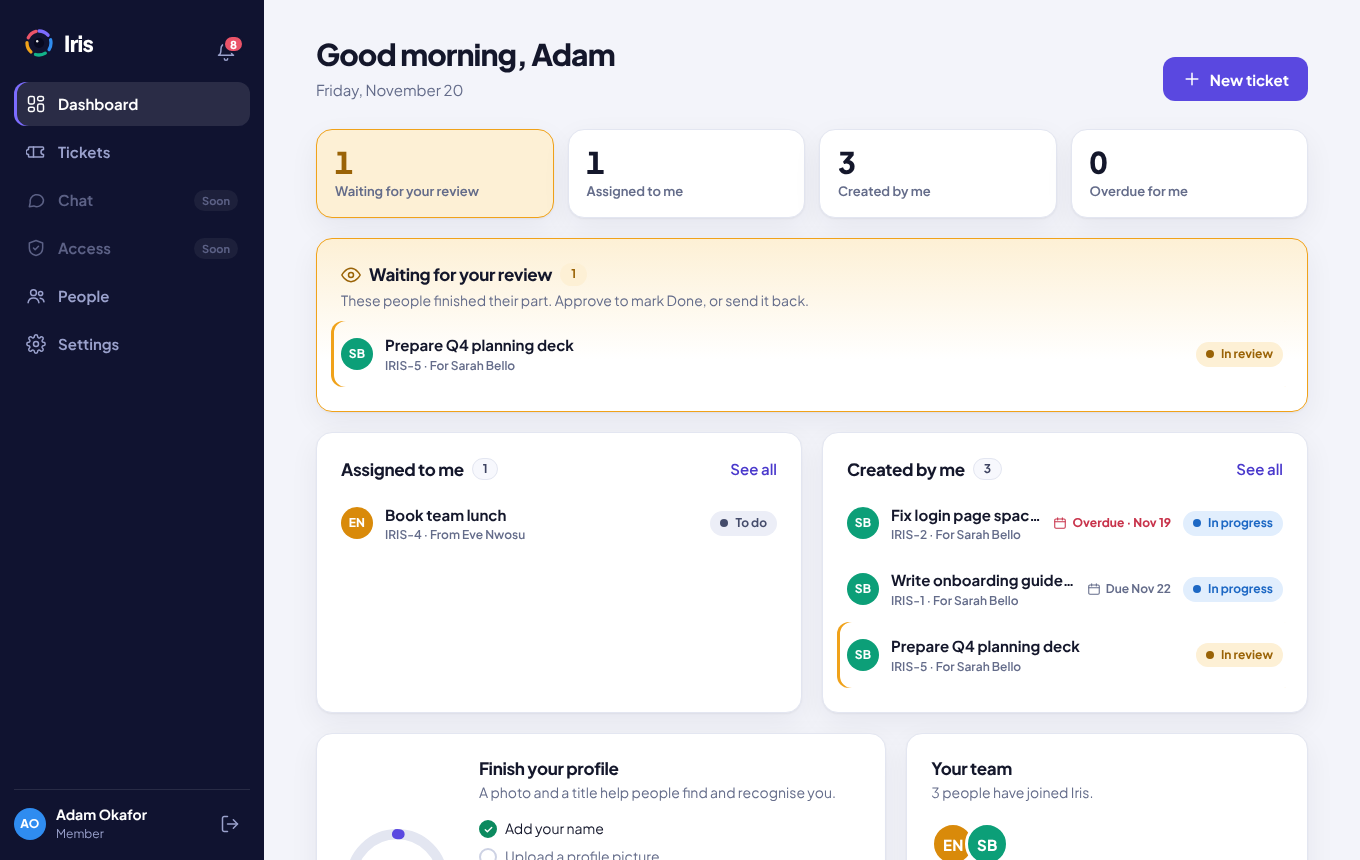 Iris
8
Dashboard
Tickets
Chat
Soon
Access
Soon
People
Settings
AO
Adam Okafor
Member
Good morning, Adam
Friday, November 20
New ticket
1
Waiting for your review
1
Assigned to me
3
Created by me
0
Overdue for me
Waiting for your review 1
These people finished their part. Approve to mark Done, or send it back.
SB
Prepare Q4 planning deck
IRIS-5 · For Sarah Bello
In review
Assigned to me 1
See all
EN
Book team lunch
IRIS-4 · From Eve Nwosu
To do
Created by me 3
See all
SB
Fix login page spac…
IRIS-2 · For Sarah Bello
Overdue · Nov 19
In progress
SB
Write onboarding guide…
IRIS-1 · For Sarah Bello
Due Nov 22
In progress
SB
Prepare Q4 planning deck
IRIS-5 · For Sarah Bello
In review
Finish your profile
A photo and a title help people find and recognise you.
Add your name
Upload a profile picture
Your team
3 people have joined Iris.
EN
SB